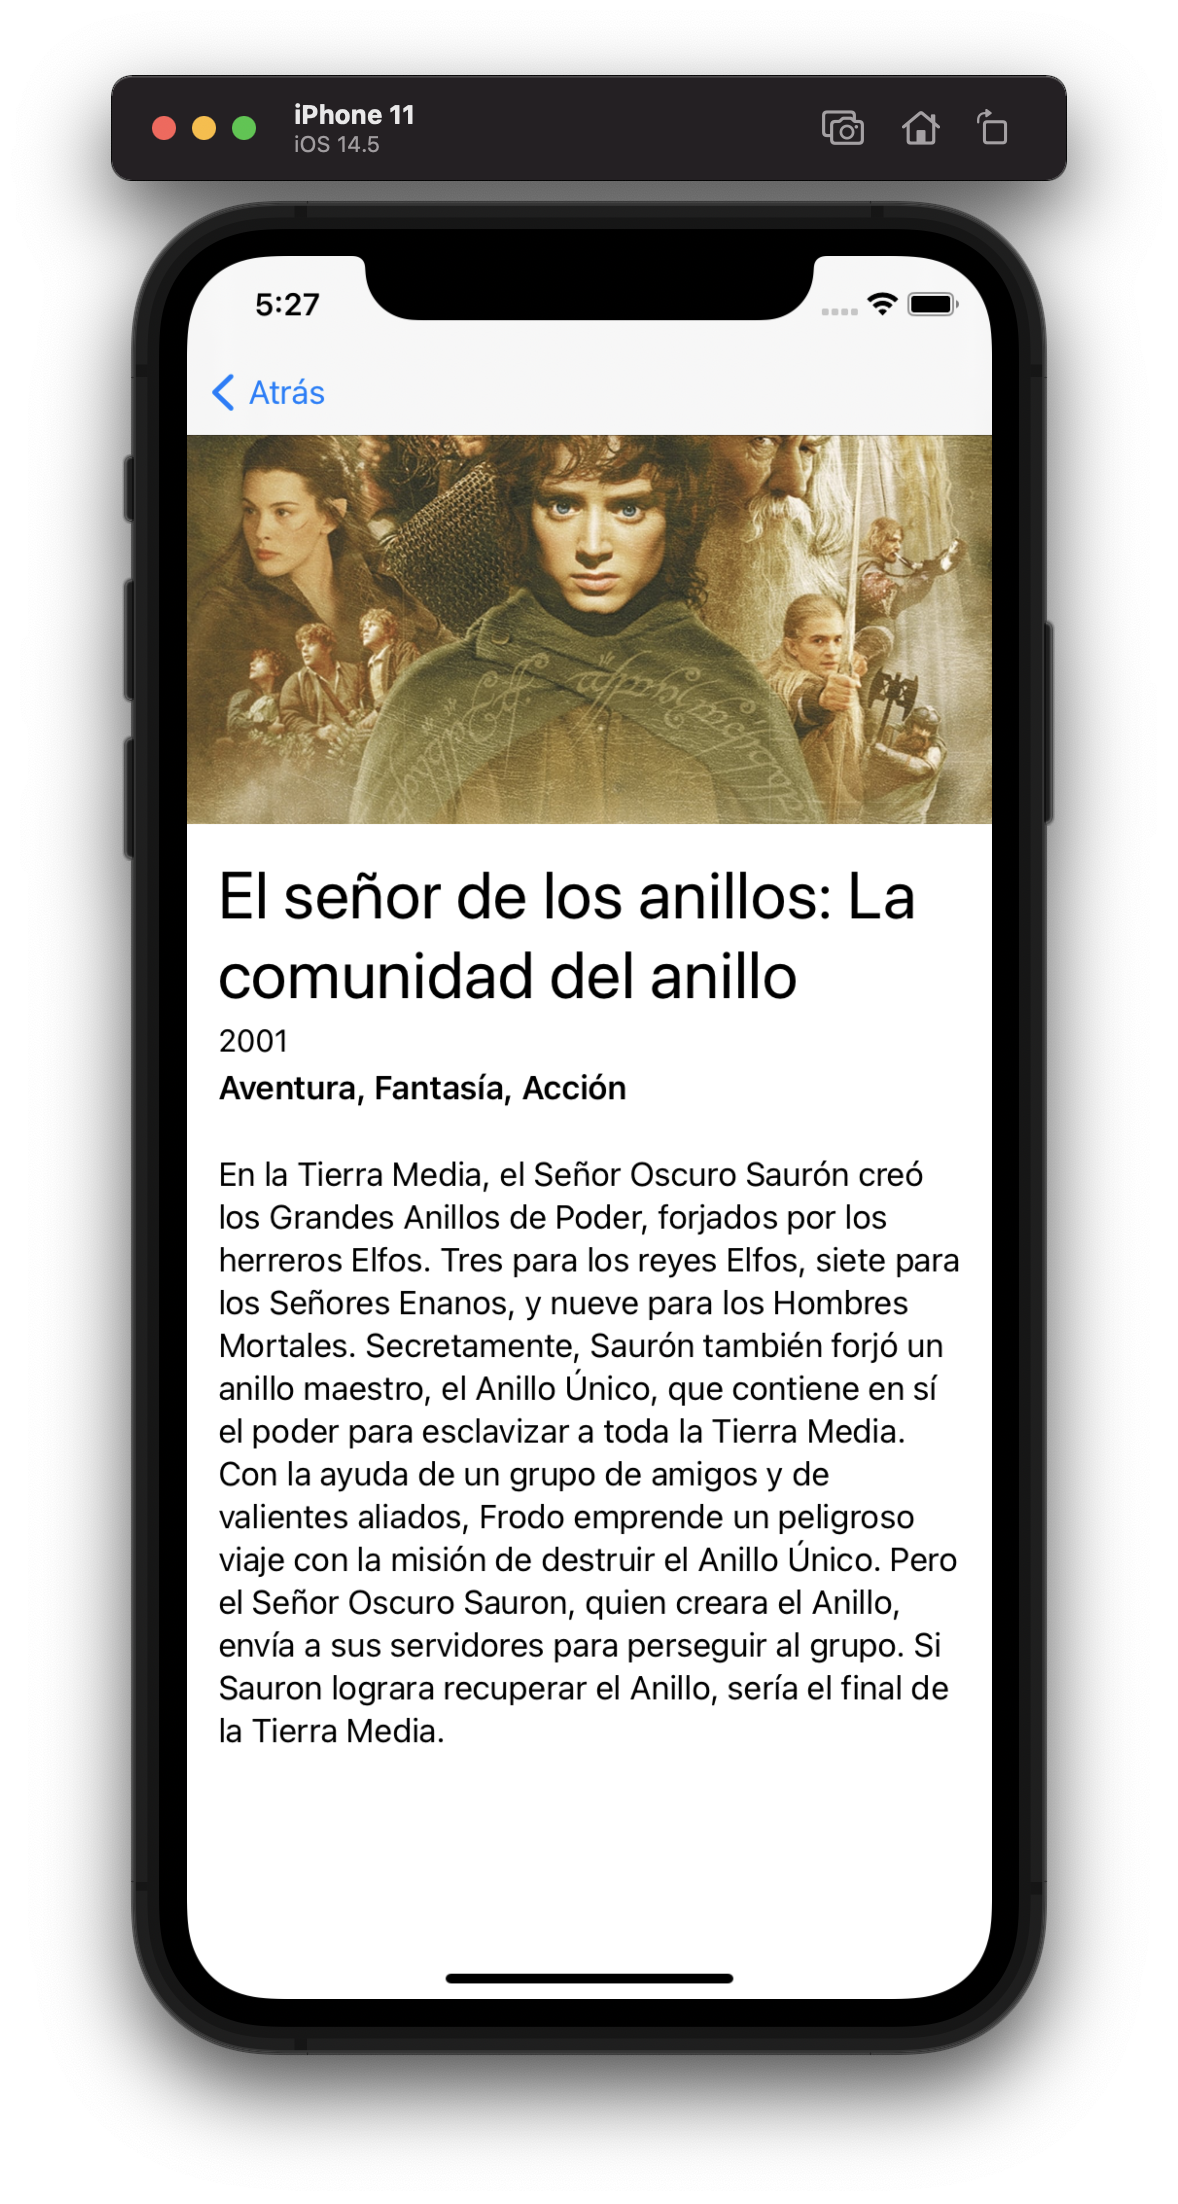 iPhone 11
iOS 14.5
5:27
Atrás
El señor de los anillos: La
comunidad del anillo
2001
Aventura, Fantasía, Acción
En la Tierra Media, el Señor Oscuro Saurón creó
los Grandes Anillos de Poder, forjados por los
herreros Elfos. Tres para los reyes Elfos, siete para
los Señores Enanos, y nueve para los Hombres
Mortales. Secretamente, Saurón también forjó un
anillo maestro, el Anillo Único, que contiene en sí
el poder para esclavizar a toda la Tierra Media.
Con la ayuda de un grupo de amigos y de
valientes aliados, Frodo emprende un peligroso
viaje con la misión de destruir el Anillo Único. Pero
el Señor Oscuro Sauron, quien creara el Anillo,
envía a sus servidores para perseguir al grupo. Si
Sauron lograra recuperar el Anillo, sería el final de
la Tierra Media.